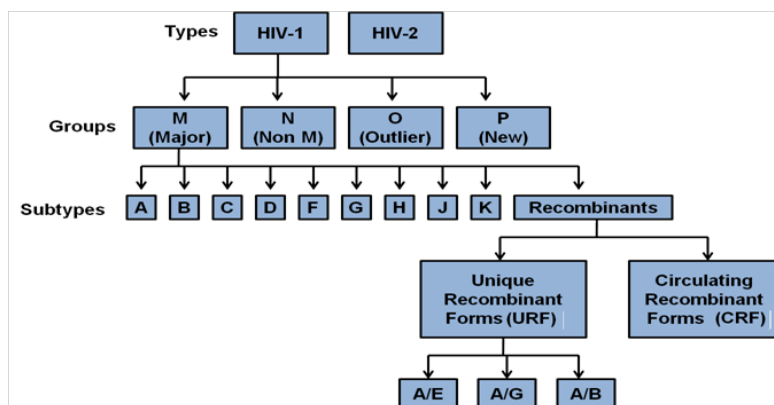 Types
HIV-1
HIV-2
Groups
M
(Major)
N
(Non M)
O
(Outlier)
P
(New)
Subtypes
A
B
C
D
F
G
H
J
K
Recombinants
Unique
Recombinant
Forms (URF)
Circulating
Recombinant
Forms (CRF)
A/E
A/G
A/B